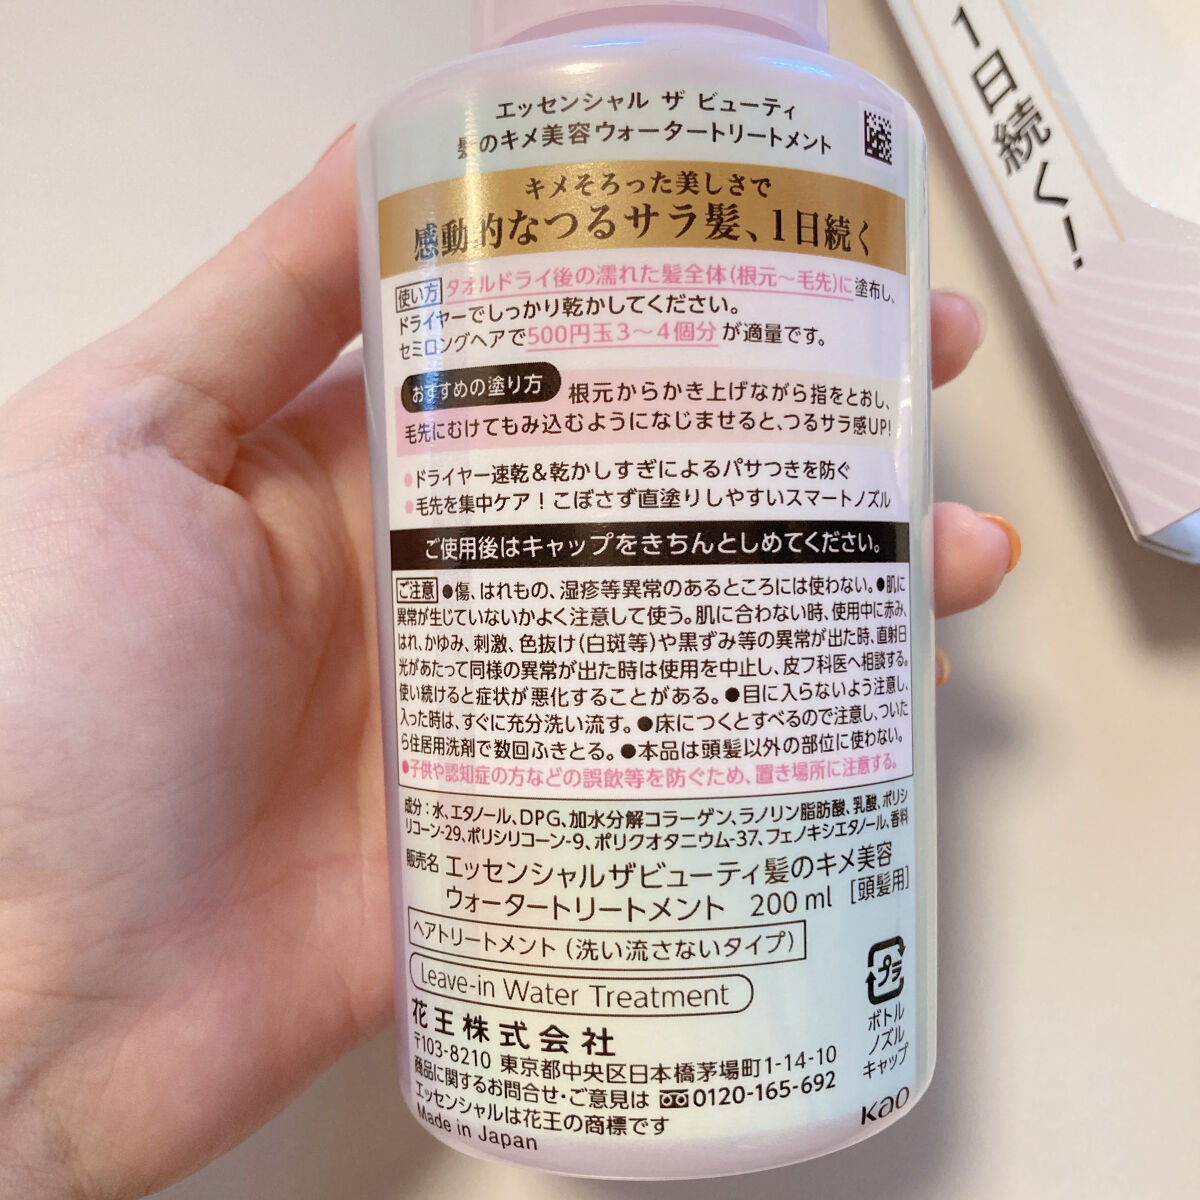 エッセンシャル ザ ビューティ
髪のキメ美容ウォータートリートメント
キメそろった美しさで
感動的なつるサラ髪、1日続く
使い方 タオルドライ後の濡れた髪全体(根元～毛先)に塗布し、
ドライヤーでしっかり乾かしてください。
セミロングヘアで500円玉3～4個分が適量です。
おすすめの塗り方 根元からかき上げながら指をとおし、
毛先にむけてもみ込むようになじませると、つるサラ感UP!
●ドライヤー速乾&乾かしすぎによるパサつきを防ぐ
●毛先を集中ケア!こぼさず直塗りしやすいスマートノズル
ご使用後はキャップをきちんとしめてください。
ご注意 ●傷、はれもの、湿疹等異常のあるところには使わない。●肌に
異常が生じていないかよく注意して使う。肌に合わない時、使用中に赤み、
はれ、かゆみ、刺激、色抜け(白斑等)や黒ずみ等の異常が出た時、直射日
光があたって同様の異常が出た時は使用を中止し、皮フ科医へ相談する。
使い続けると症状が悪化することがある。●目に入らないよう注意し、
入った時は、すぐに充分洗い流す。●床につくとすべるので注意し、ついた
ら住居用洗剤で数回ふきとる。●本品は頭髪以外の部位に使わない。
●子供や認知症の方などの誤飲等を防ぐため、置き場所に注意する。
成分:水、エタノール、DPG、加水分解コラーゲン、ラノリン脂肪酸、乳酸、ポリシ
リコーン-29、ポリシリコーン-9、ポリクオタニウム-37、フェノキシエタノール、香料
販売名 エッセンシャルザビューティ髪のキメ美容
ウォータートリートメント 200ml [頭髪用]
ヘアトリートメント(洗い流さないタイプ)
Leave-in Water Treatment
花王株式会社
〒103-8210 東京都中央区日本橋茅場町1-14-10
商品に関するお問合せ・ご意見は 0120-165-692
エッセンシャルは花王の商標です
Made in Japan
プラ
ボトル
ノズル
キャップ
Kao
1日続く!